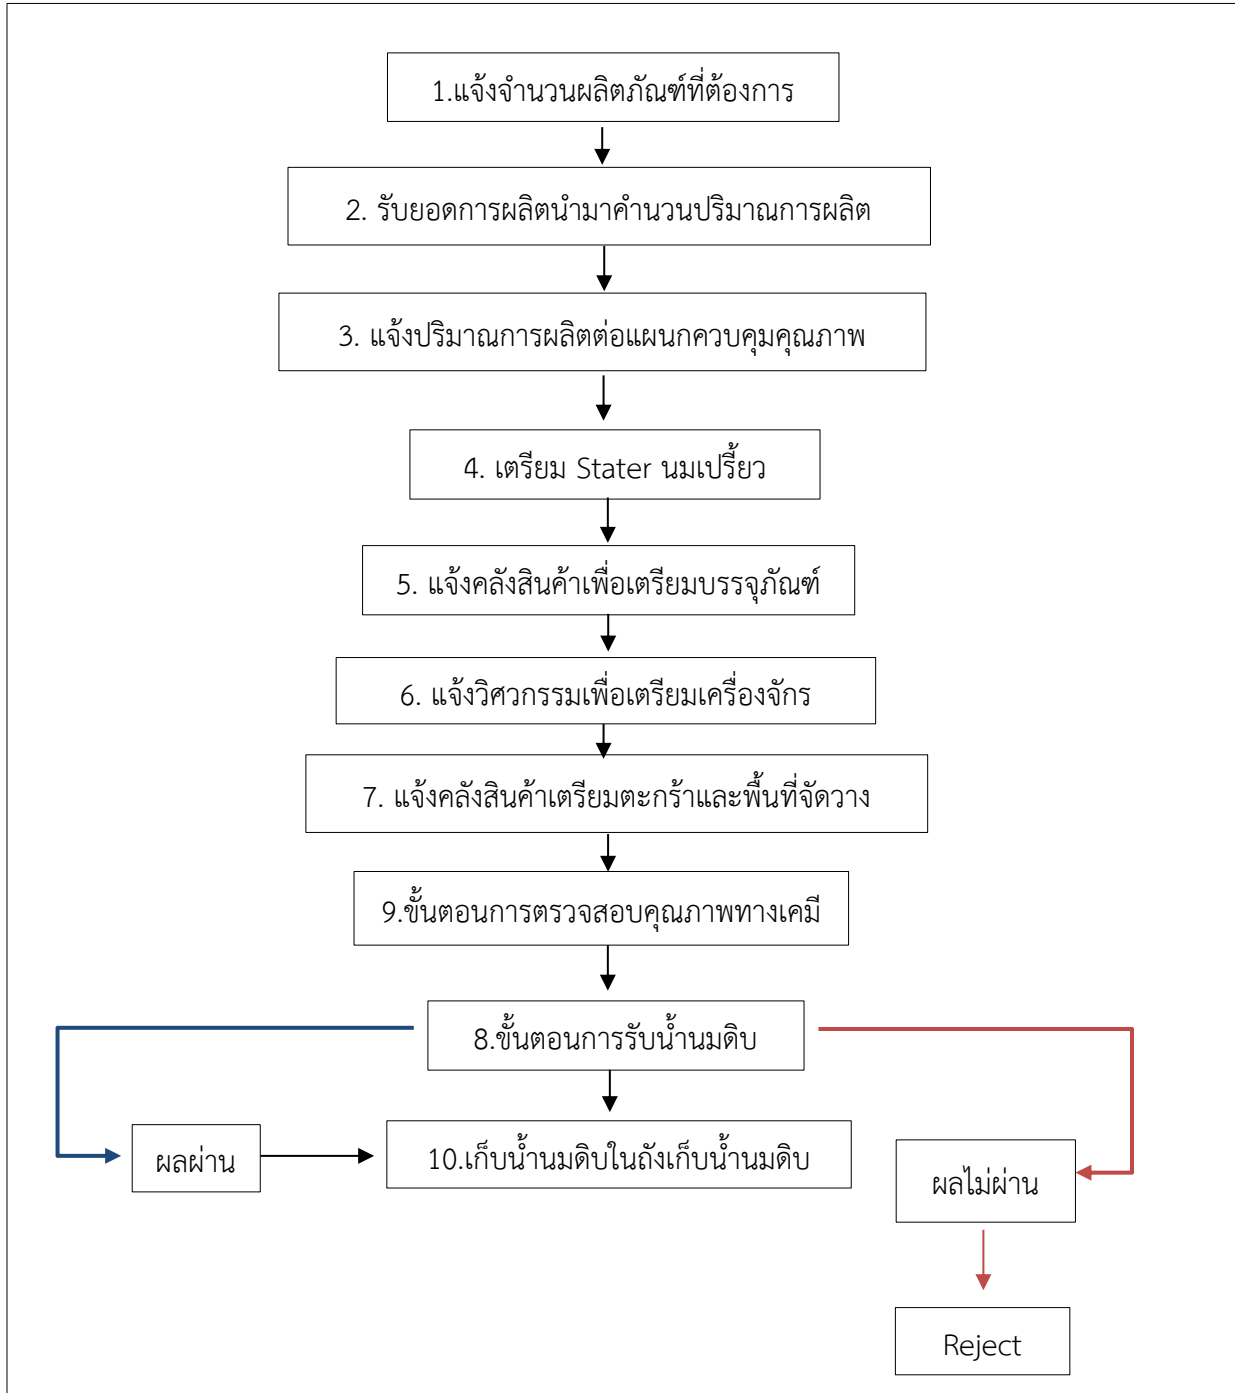 1.แจ้งจำนวนผลิตภัณฑ์ที่ต้องการ
2. รับยอดการผลิตนำมาคำนวนปริมาณการผลิต
3. แจ้งปริมาณการผลิตต่อแผนกควบคุมคุณภาพ
4. เตรียม Stater นมเปรี้ยว
5. แจ้งคลังสินค้าเพื่อเตรียมบรรจุภัณฑ์
6. แจ้งวิศวกรรมเพื่อเตรียมเครื่องจักร
7. แจ้งคลังสินค้าเตรียมตะกร้าและพื้นที่จัดวาง
9.ขั้นตอนการตรวจสอบคุณภาพทางเคมี
8.ขั้นตอนการรับน้ำนมดิบ
ผลผ่าน
10.เก็บน้ำนมดิบในถังเก็บน้ำนมดิบ
ผลไม่ผ่าน
Reject